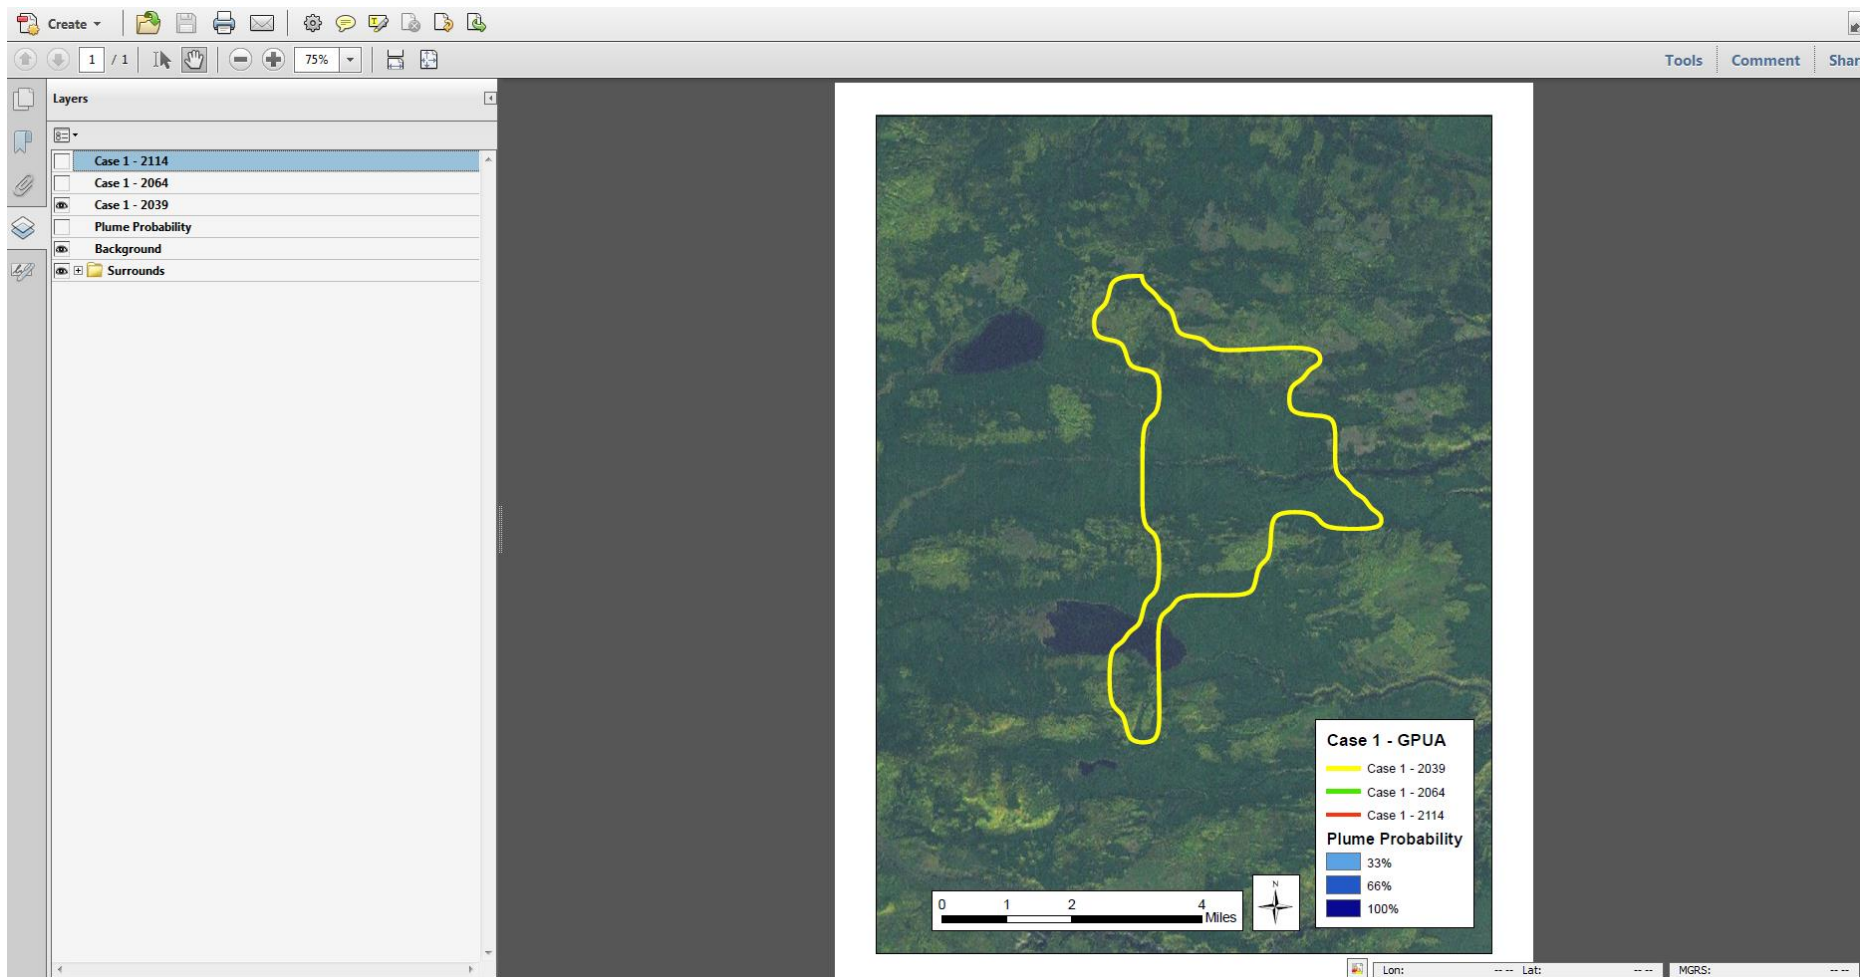 Create
1 / 1
75%
Tools
Comment
Shar
Layers
Case 1 - 2114
Case 1 - 2064
Case 1 - 2039
Plume Probability
Background
Surrounds
Case 1 - GPUA
Case 1 - 2039
Case 1 - 2064
Case 1 - 2114
Plume Probability
33%
66%
100%
N
0 1 2 4
Miles
Lon: -- -- Lat: -- -- MGRS: -- --